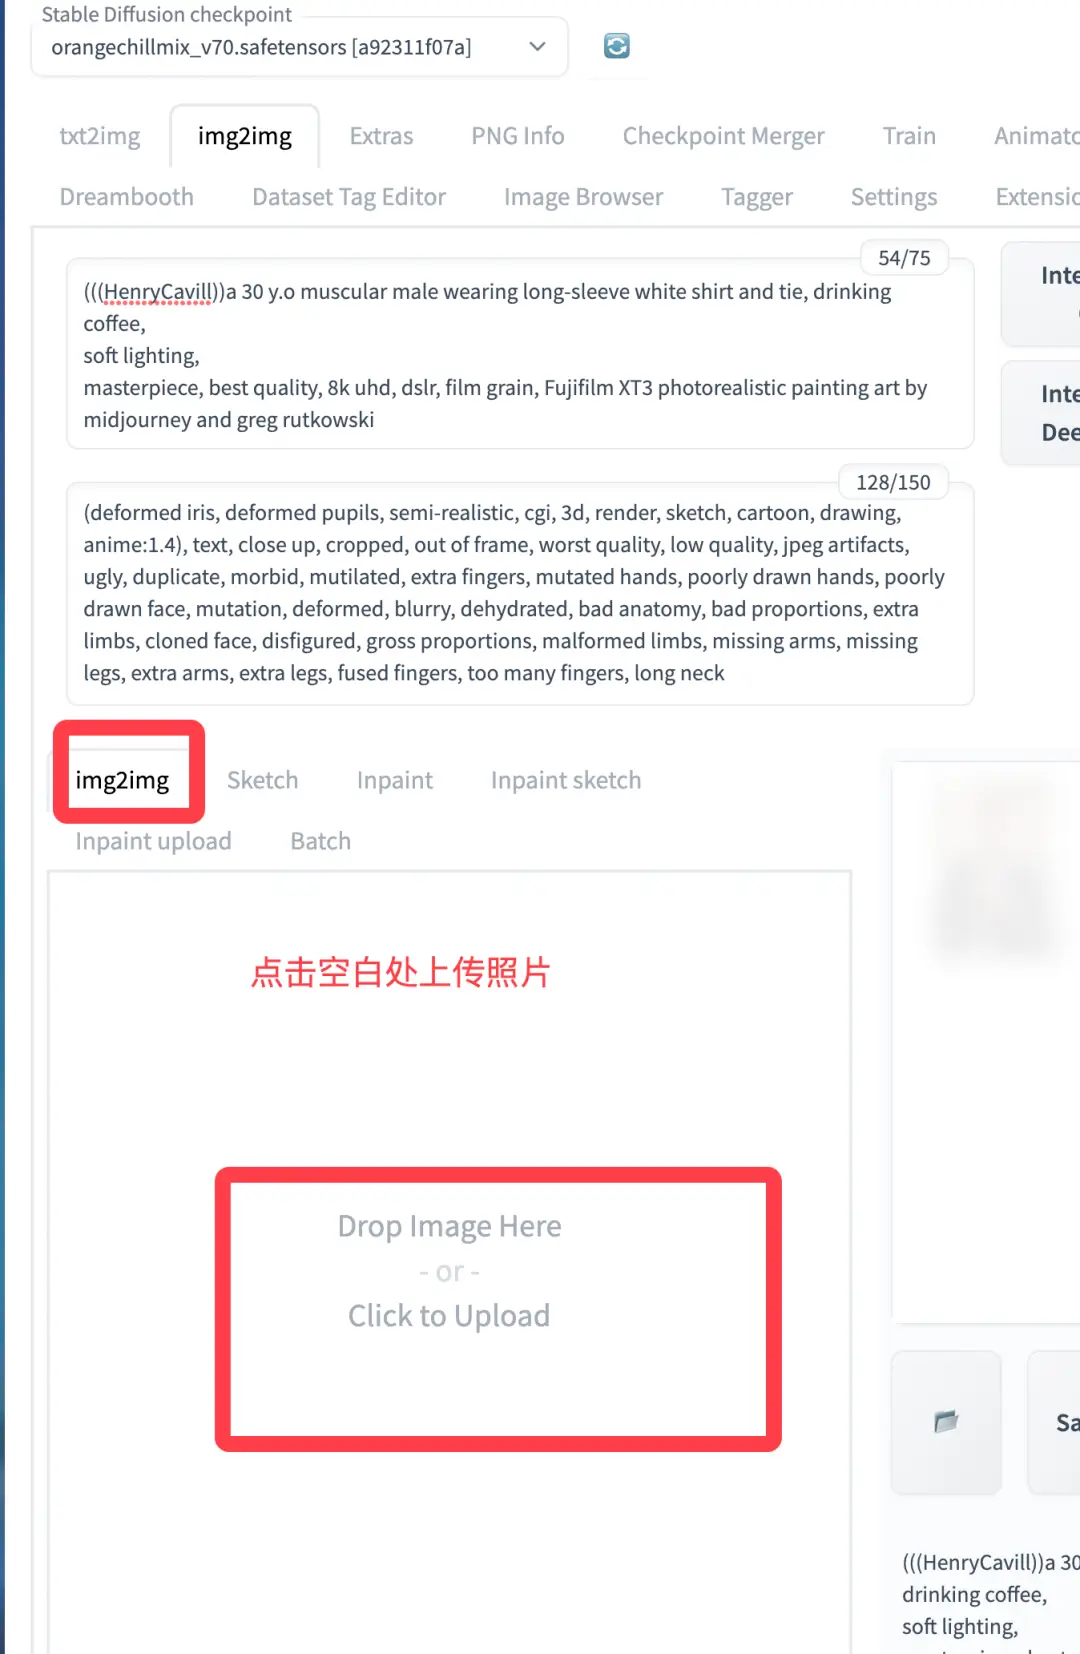 Stable Diffusion checkpoint
orangechillmix_v70.safetensors [a92311f07a]
txt2img img2img Extras PNG Info Checkpoint Merger Train Animato
Dreambooth Dataset Tag Editor Image Browser Tagger Settings Extensio
54/75
(((HenryCavill))a 30 y.o muscular male wearing long-sleeve white shirt and tie, drinking
coffee,
soft lighting,
masterpiece, best quality, 8k uhd, dslr, film grain, Fujifilm XT3 photorealistic painting art by
midjourney and greg rutkowski
Inte
Inte
Dee
128/150
(deformed iris, deformed pupils, semi-realistic, cgi, 3d, render, sketch, cartoon, drawing,
anime:1.4), text, close up, cropped, out of frame, worst quality, low quality, jpeg artifacts,
ugly, duplicate, morbid, mutilated, extra fingers, mutated hands, poorly drawn hands, poorly
drawn face, mutation, deformed, blurry, dehydrated, bad anatomy, bad proportions, extra
limbs, cloned face, disfigured, gross proportions, malformed limbs, missing arms, missing
legs, extra arms, extra legs, fused fingers, too many fingers, long neck
img2img Sketch Inpaint Inpaint sketch
Inpaint upload Batch
点击空白处上传照片
Drop Image Here
- or -
Click to Upload
Sa
(((HenryCavill))a 30
drinking coffee,
soft lighting,